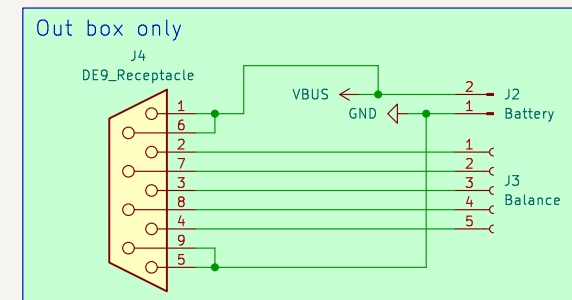 Out box only
J4
DE9_Receptacle
1
6
2
7
3
8
4
9
5
VBUS
GND
2
1
J2
Battery
1
2
3
4
5
J3
Balance